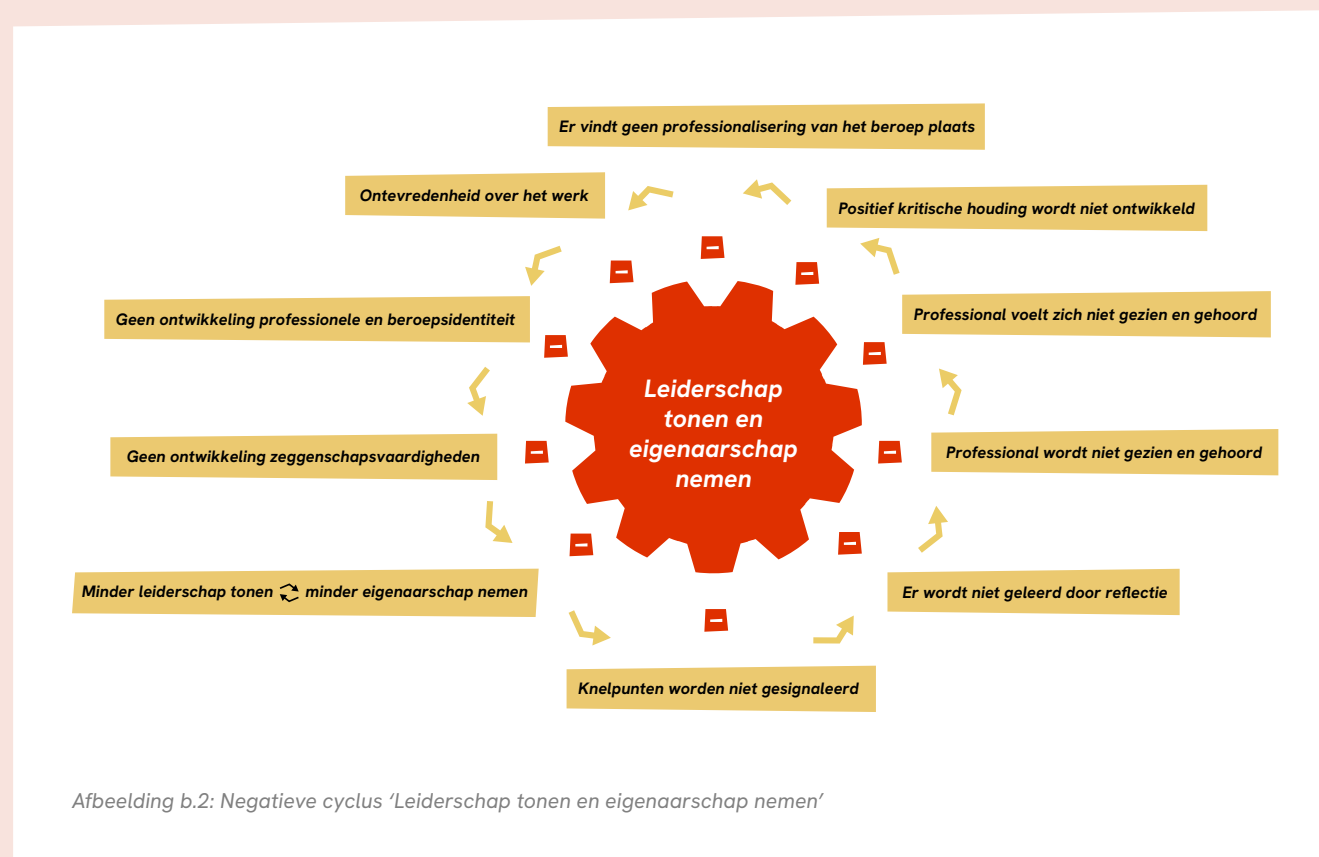 Er vindt geen professionalisering van het beroep plaats
Ontevredenheid over het werk
Positief kritische houding wordt niet ontwikkeld
Geen ontwikkeling professionele en beroepsidentiteit
Professional voelt zich niet gezien en gehoord
Leiderschap
tonen en
eigenaarschap
nemen
Geen ontwikkeling zeggenschapsvaardigheden
Professional wordt niet gezien en gehoord
Minder leiderschap tonen minder eigenaarschap nemen
Er wordt niet geleerd door reflectie
Knelpunten worden niet gesignaleerd
Afbeelding b.2: Negatieve cyclus ‘Leiderschap tonen en eigenaarschap nemen’